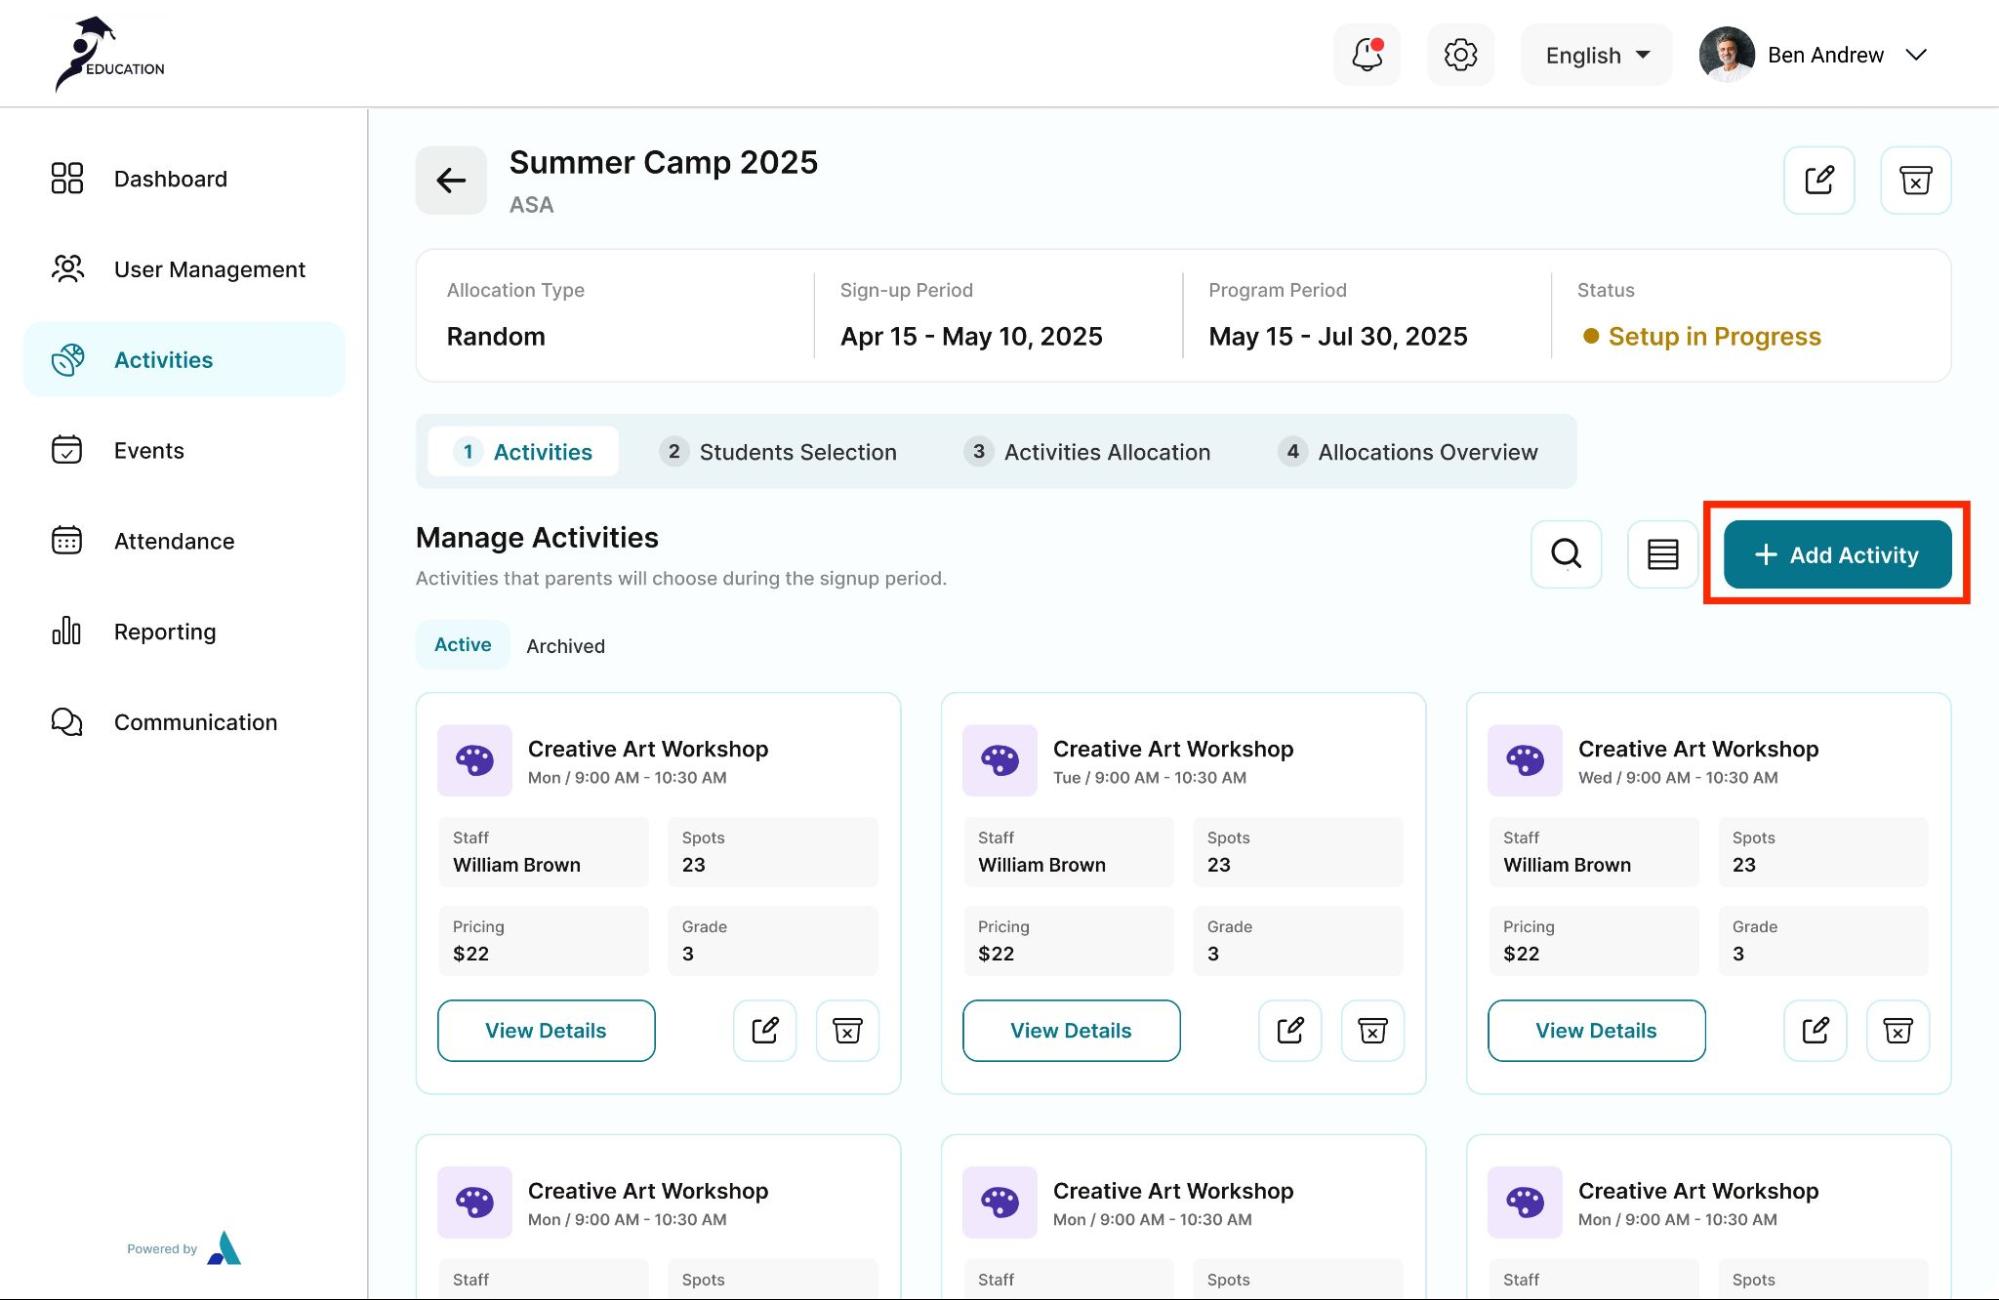 EDUCATION
English
Ben Andrew
Dashboard
User Management
Activities
Events
Attendance
Reporting
Communication
Powered by
Summer Camp 2025
ASA
Allocation Type
Random
Sign-up Period
Apr 15 - May 10, 2025
Program Period
May 15 - Jul 30, 2025
Status
Setup in Progress
1 Activities
2 Students Selection
3 Activities Allocation
4 Allocations Overview
Manage Activities
Activities that parents will choose during the signup period.
+ Add Activity
Active
Archived
Creative Art Workshop
Mon / 9:00 AM - 10:30 AM
Staff
William Brown
Spots
23
Pricing
$22
Grade
3
View Details
Creative Art Workshop
Tue / 9:00 AM - 10:30 AM
Staff
William Brown
Spots
23
Pricing
$22
Grade
3
View Details
Creative Art Workshop
Wed / 9:00 AM - 10:30 AM
Staff
William Brown
Spots
23
Pricing
$22
Grade
3
View Details
Creative Art Workshop
Mon / 9:00 AM - 10:30 AM
Staff
Spots
Creative Art Workshop
Mon / 9:00 AM - 10:30 AM
Staff
Spots
Creative Art Workshop
Mon / 9:00 AM - 10:30 AM
Staff
Spots